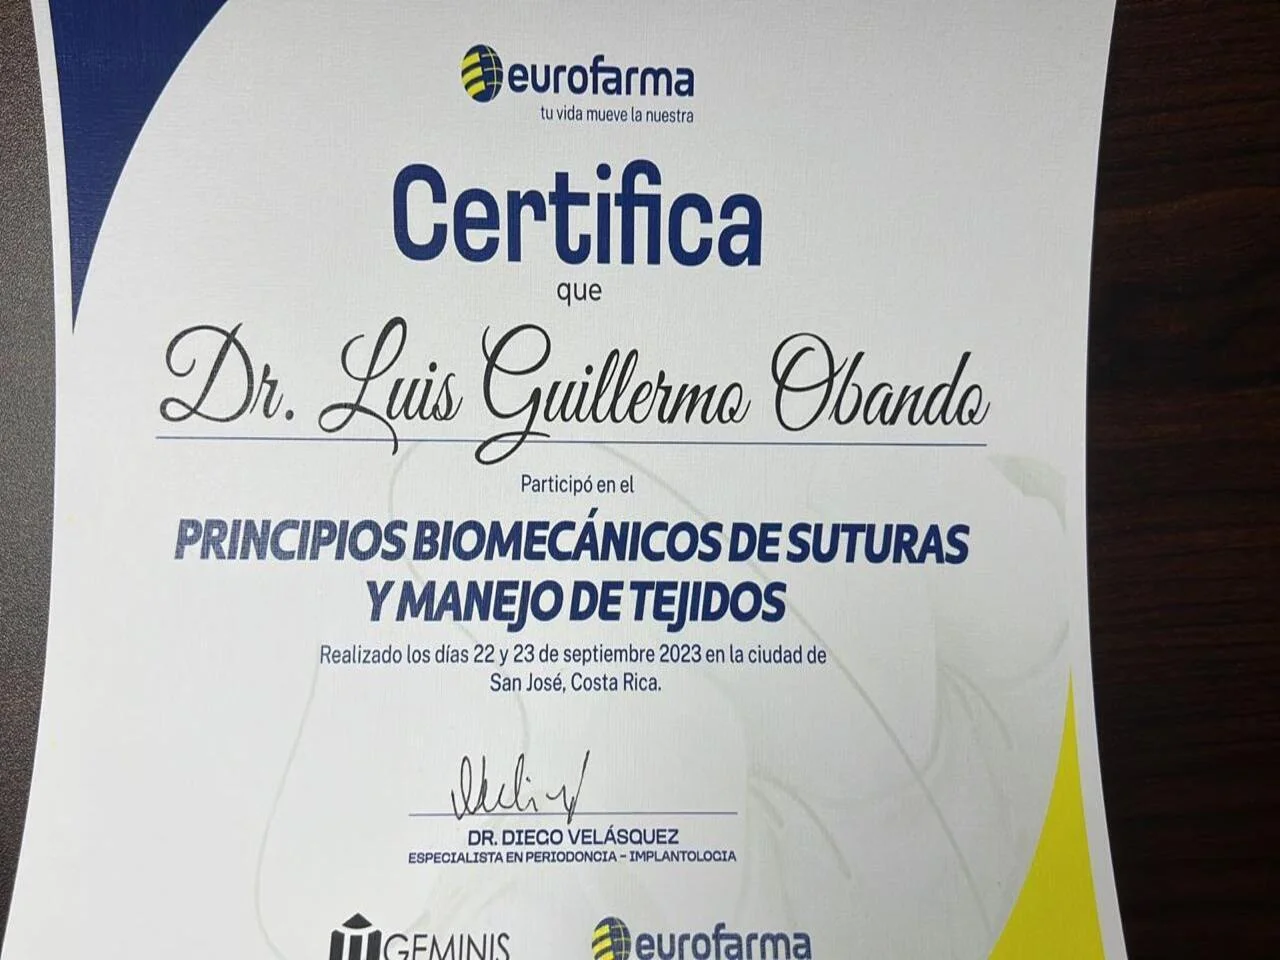 eurofarma
tu vida mueve la nuestra
Certifica
que
Dr. Luis Guillermo Obando
Participó en el
PRINCIPIOS BIOMECÁNICOS DE SUTURAS
Y MANEJO DE TEJIDOS
Realizado los días 22 y 23 de septiembre 2023 en la ciudad de
San José, Costa Rica.
DR. DIEGO VELÁSQUEZ
ESPECIALISTA EN PERIODONCIA - IMPLANTOLOGIA
GEMINIS eurofarma